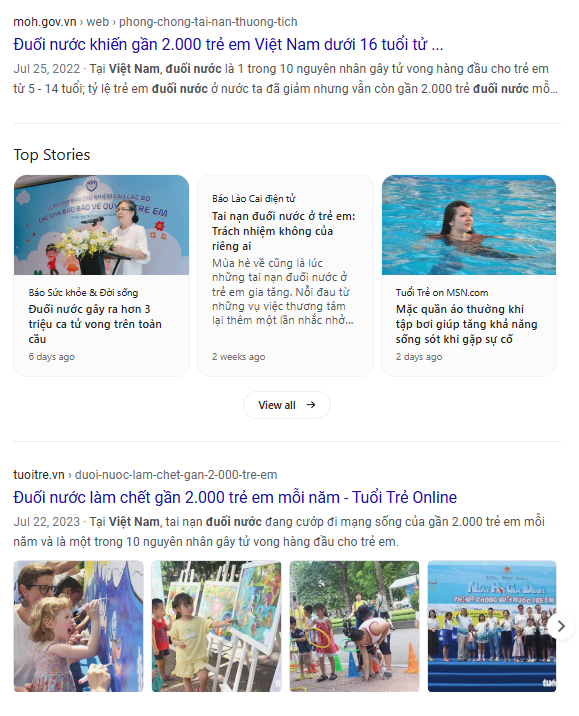 moh.gov.vn › web › phong-chong-tai-nan-thuong-tich
Đuối nước khiến gần 2.000 trẻ em Việt Nam dưới 16 tuổi tử ...
Jul 25, 2022 · Tại Việt Nam, đuối nước là 1 trong 10 nguyên nhân gây tử vong hàng đầu cho trẻ em
từ 5 - 14 tuổi; tỷ lệ trẻ em đuối nước ở nước ta đã giảm nhưng vẫn còn gần 2.000 trẻ đuối nước mỗ...
Top Stories
Báo Sức khỏe & Đời sống
Đuối nước gây ra hơn 3
triệu ca tử vong trên toàn
cầu
6 days ago
Báo Lào Cai điện tử
Tai nạn đuối nước ở trẻ em:
Trách nhiệm không của
riêng ai
Mùa hè về cũng là lúc
những tai nạn đuối nước ở
trẻ em gia tăng. Nỗi đau từ
những vụ việc thương tâm
lại thêm một lần nhắc nhở...
2 weeks ago
Tuổi Trẻ on MSN.com
Mặc quần áo thường khi
tập bơi giúp tăng khả năng
sống sót khi gặp sự cố
2 days ago
View all →
tuoitre.vn › duoi-nuoc-lam-chet-gan-2-000-tre-em
Đuối nước làm chết gần 2.000 trẻ em mỗi năm - Tuổi Trẻ Online
Jul 22, 2023 · Tại Việt Nam, tai nạn đuối nước đang cướp đi mạng sống của gần 2.000 trẻ em mỗi
năm và là một trong 10 nguyên nhân gây tử vong hàng đầu cho trẻ em.